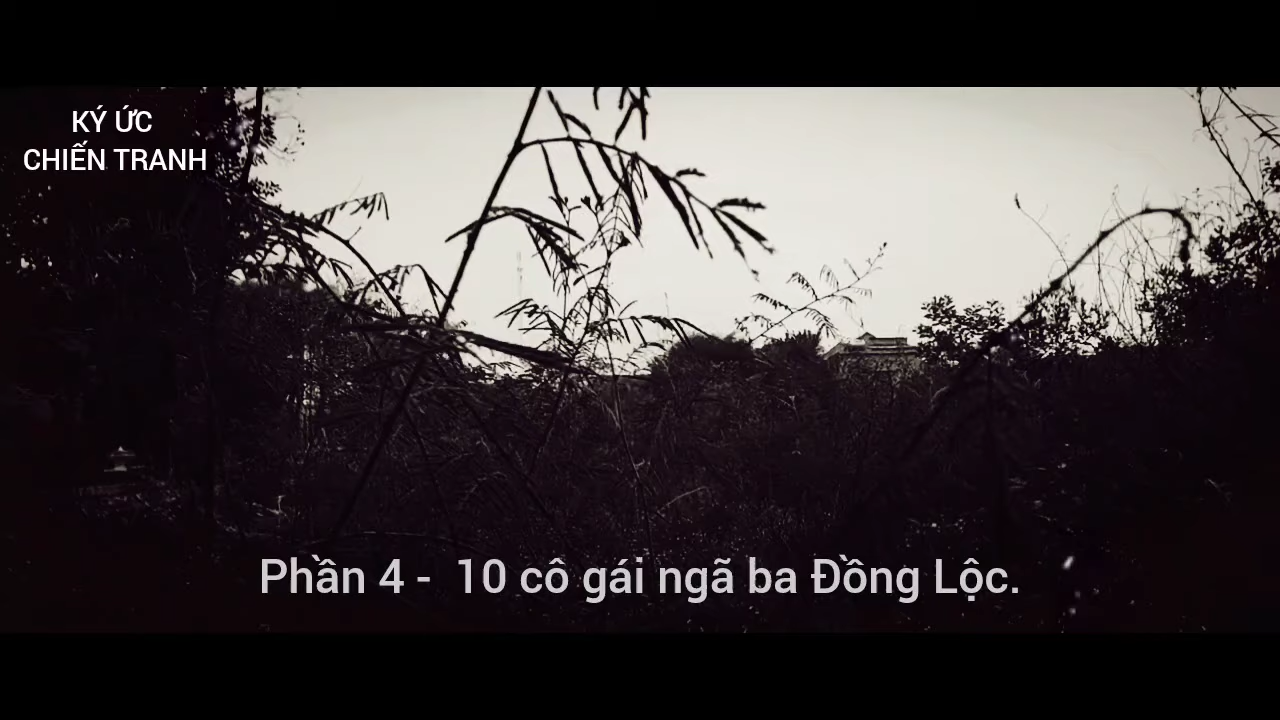 KÝ ỨC
CHIẾN TRANH
Phần 4 - 10 cô gái ngã ba Đồng Lộc.